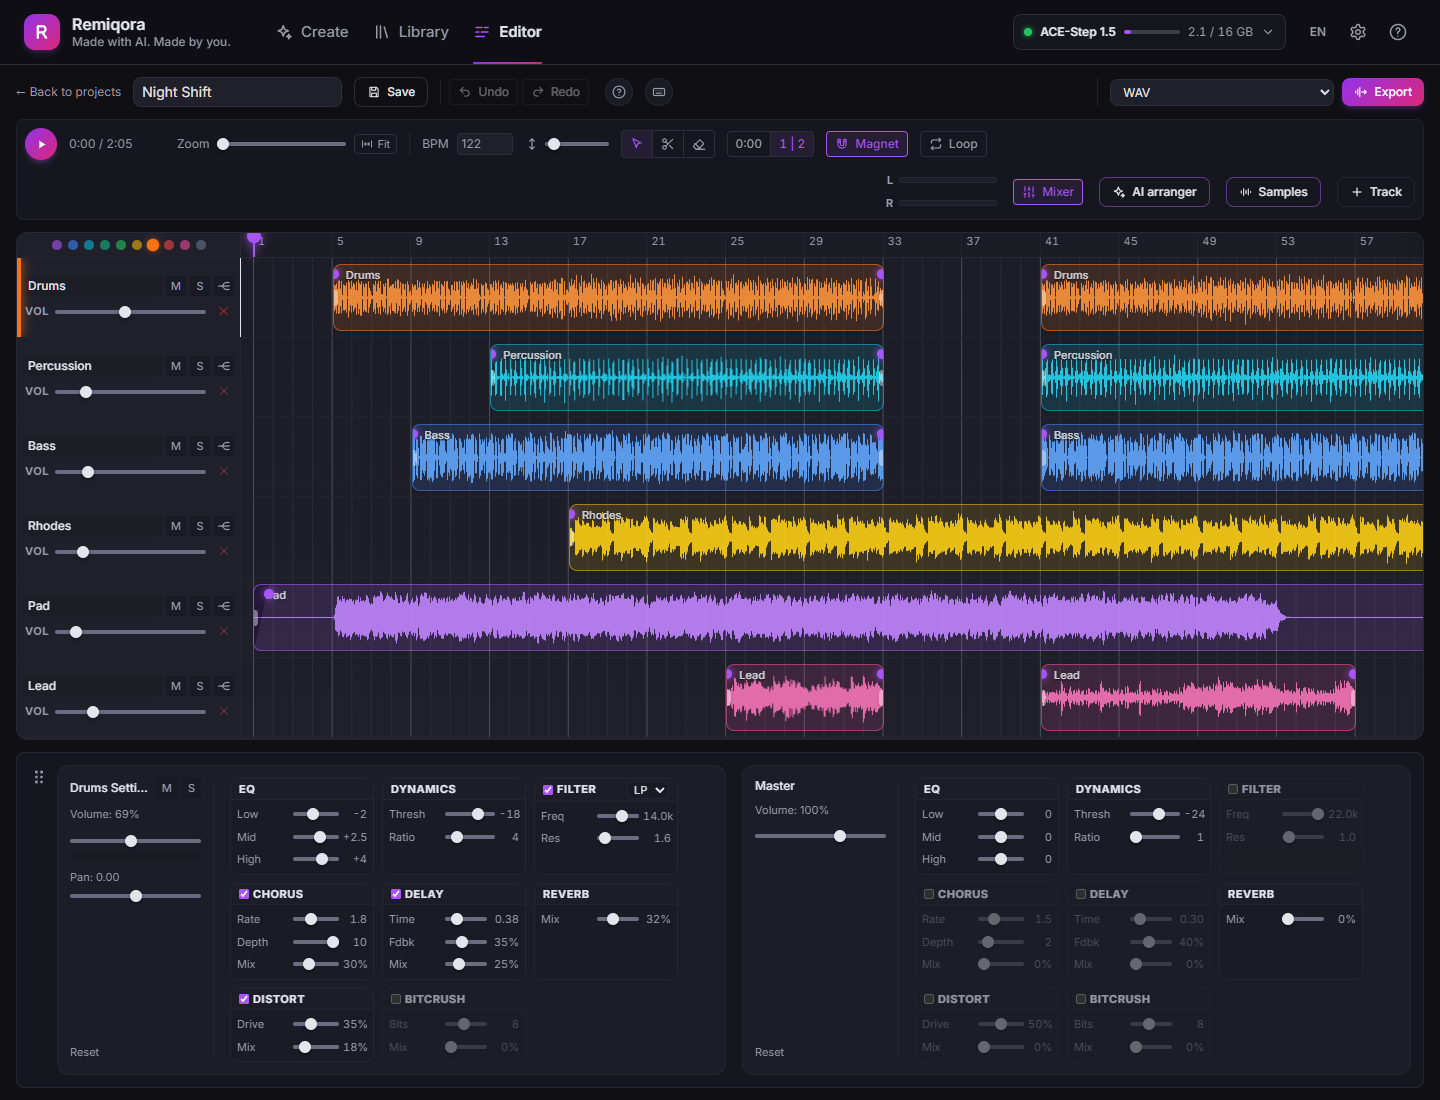 R Remiqora
Made with AI. Made by you.
Create
Library
Editor
ACE-Step 1.5 2.1 / 16 GB
EN
← Back to projects
Night Shift
Save
Undo
Redo
WAV
Export
0:00 / 2:05
Zoom
Fit
BPM 122
0:00 1 | 2
Magnet
Loop
L
R
Mixer
AI arranger
Samples
+ Track
1 5 9 13 17 21 25 29 33 37 41 45 49 53 57
Drums M S
VOL
Drums
Drums
Percussion M S
VOL
Percussion
Percussion
Bass M S
VOL
Bass
Bass
Rhodes M S
VOL
Rhodes
Pad M S
VOL
ad
Lead M S
VOL
Lead
Lead
Drums Setti... M S
Volume: 69%
Pan: 0.00
Reset
EQ
Low -2
Mid +2.5
High +4
DYNAMICS
Thresh -18
Ratio 4
FILTER LP
Freq 14.0k
Res 1.6
CHORUS
Rate 1.8
Depth 10
Mix 30%
DELAY
Time 0.38
Fdbk 35%
Mix 25%
REVERB
Mix 32%
DISTORT
Drive 35%
Mix 18%
BITCRUSH
Bits 8
Mix 0%
Master
Volume: 100%
Reset
EQ
Low 0
Mid 0
High 0
DYNAMICS
Thresh -24
Ratio 1
FILTER
Freq 22.0k
Res 1.0
CHORUS
Rate 1.5
Depth 2
Mix 0%
DELAY
Time 0.30
Fdbk 40%
Mix 0%
REVERB
Mix 0%
DISTORT
Drive 50%
Mix 0%
BITCRUSH
Bits 8
Mix 0%